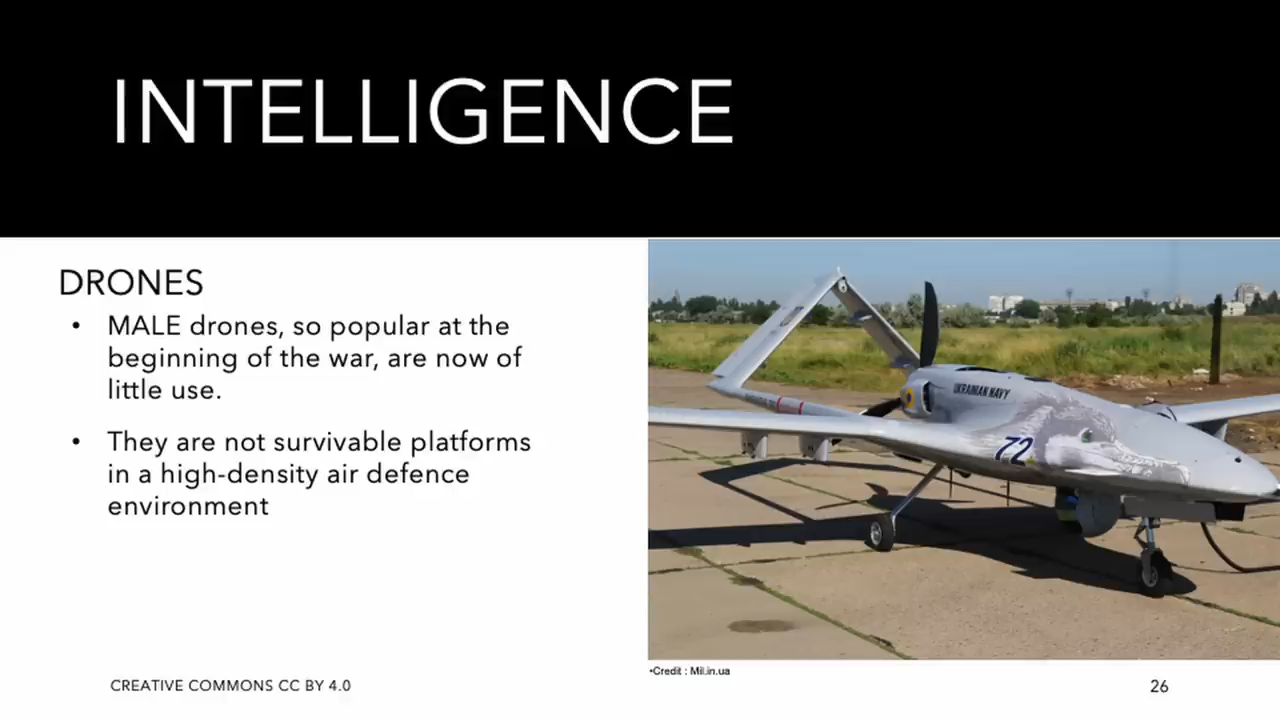 INTELLIGENCE
DRONES
• MALE drones, so popular at the
beginning of the war, are now of
little use.
• They are not survivable platforms
in a high-density air defence
environment
UKRAINIAN NAVY
72
•Credit : Mil.in.ua
CREATIVE COMMONS CC BY 4.0
26